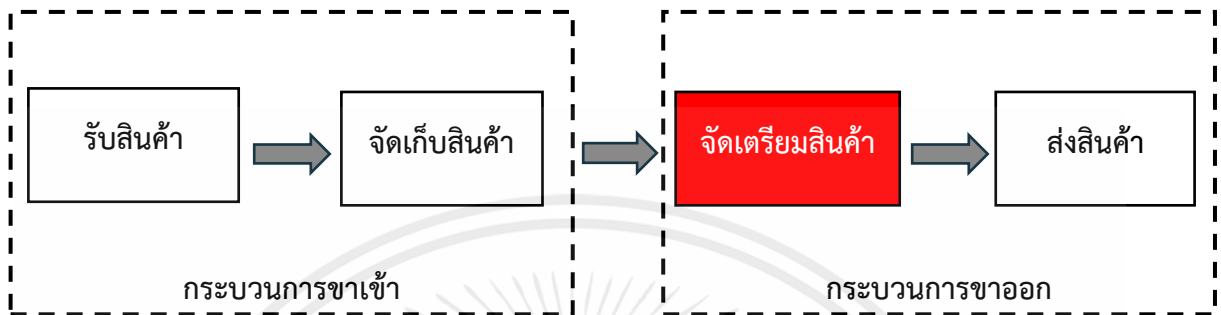 รับสินค้า
จัดเก็บสินค้า
จัดเตรียมสินค้า
ส่งสินค้า
กระบวนการขาเข้า
กระบวนการขาออก